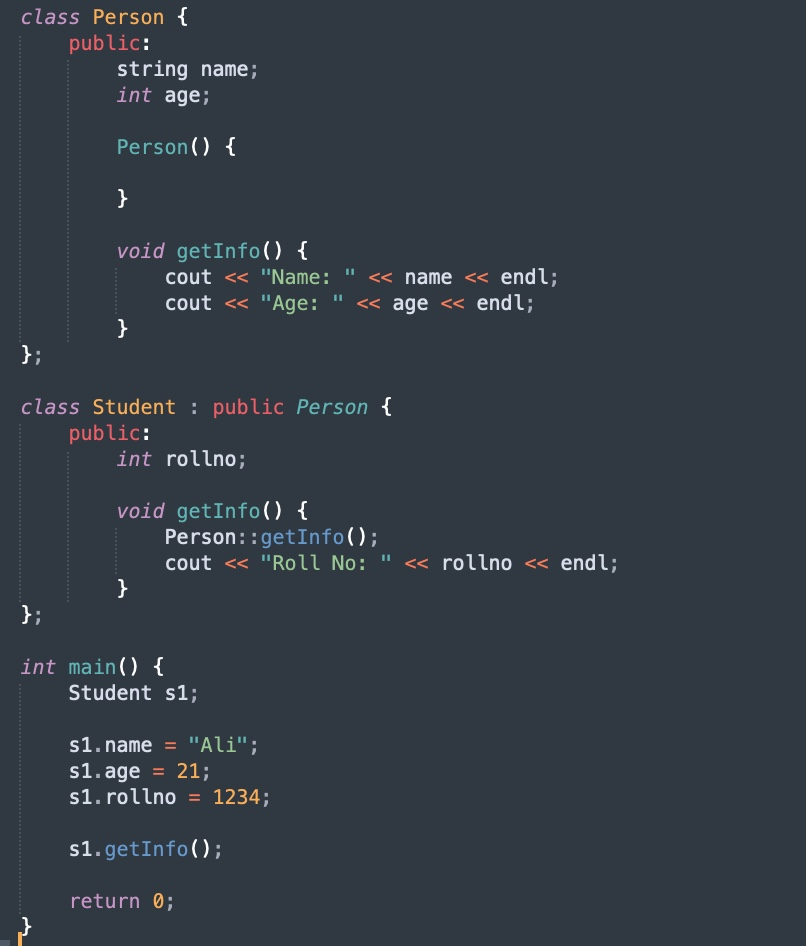 class Person {
    public:
        string name;
        int age;

        Person() {

        }

        void getInfo() {
            cout << "Name: " << name << endl;
            cout << "Age: " << age << endl;
        }
};

class Student : public Person {
    public:
        int rollno;

        void getInfo() {
            Person::getInfo();
            cout << "Roll No: " << rollno << endl;
        }
};

int main() {
    Student s1;

    s1.name = "Ali";
    s1.age = 21;
    s1.rollno = 1234;

    s1.getInfo();

    return 0;
}